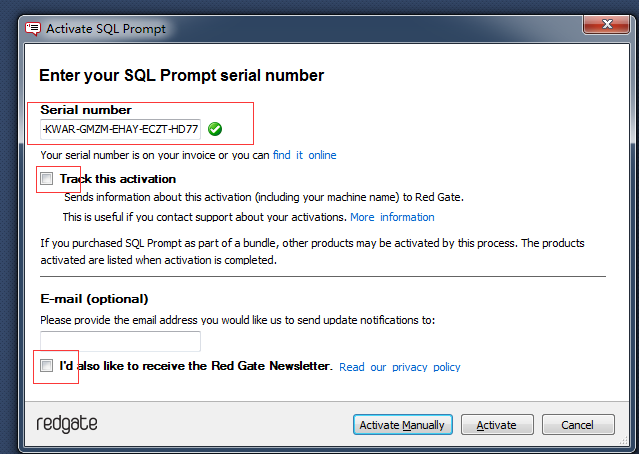 Activate SQL Prompt
Enter your SQL Prompt serial number
Serial number
-KWAR-GMZM-EHAY-ECZT-HD77
Your serial number is on your invoice or you can find it online
Track this activation
Sends information about this activation (including your machine name) to Red Gate.
This is useful if you contact support about your activations. More information
If you purchased SQL Prompt as part of a bundle, other products may be activated by this process. The products
activated are listed when activation is completed.
E-mail (optional)
Please provide the email address you would like us to send update notifications to:
I'd also like to receive the Red Gate Newsletter. Read our privacy policy
redgate
Activate Manually
Activate
Cancel